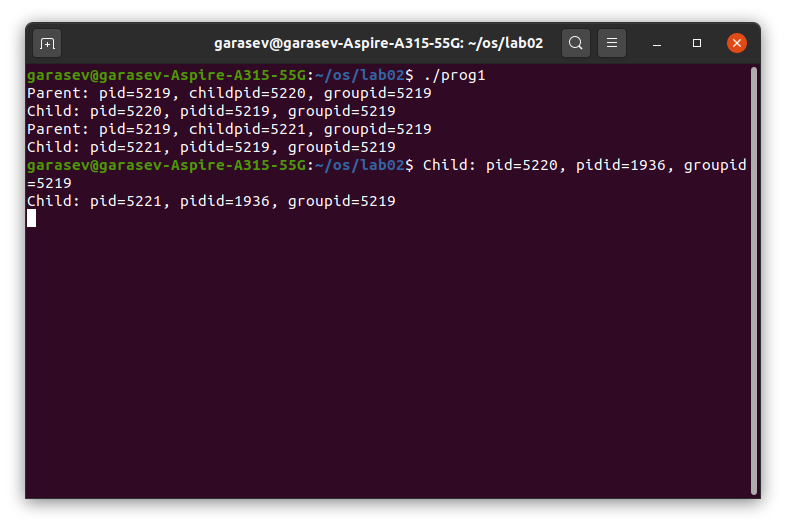 garasev@garasev-Aspire-A315-55G: ~/os/lab02
garasev@garasev-Aspire-A315-55G:~/os/lab02$ ./prog1
Parent: pid=5219, childpid=5220, groupid=5219
Child: pid=5220, pidid=5219, groupid=5219
Parent: pid=5219, childpid=5221, groupid=5219
Child: pid=5221, pidid=5219, groupid=5219
garasev@garasev-Aspire-A315-55G:~/os/lab02$ Child: pid=5220, pidid=1936, groupid
=5219
Child: pid=5221, pidid=1936, groupid=5219